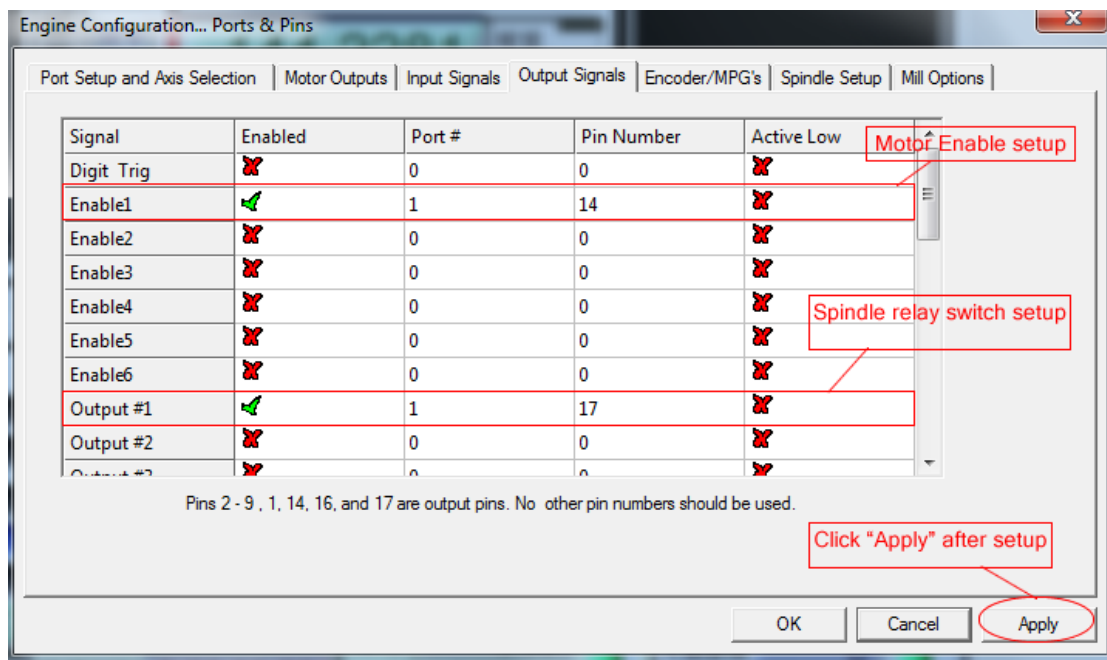 Engine Configuration... Ports & Pins
Port Setup and Axis Selection Motor Outputs Input Signals Output Signals Encoder/MPG's Spindle Setup Mill Options
Signal Enabled Port # Pin Number Active Low
Motor Enable setup
Digit Trig 0 0
Enable1 1 14
Enable2 0 0
Enable3 0 0
Enable4 0 0
Spindle relay switch setup
Enable5 0 0
Enable6 0 0
Output #1 1 17
Output #2 0 0
Pins 2 - 9 , 1, 14, 16, and 17 are output pins. No other pin numbers should be used.
Click “Apply” after setup
OK Cancel Apply